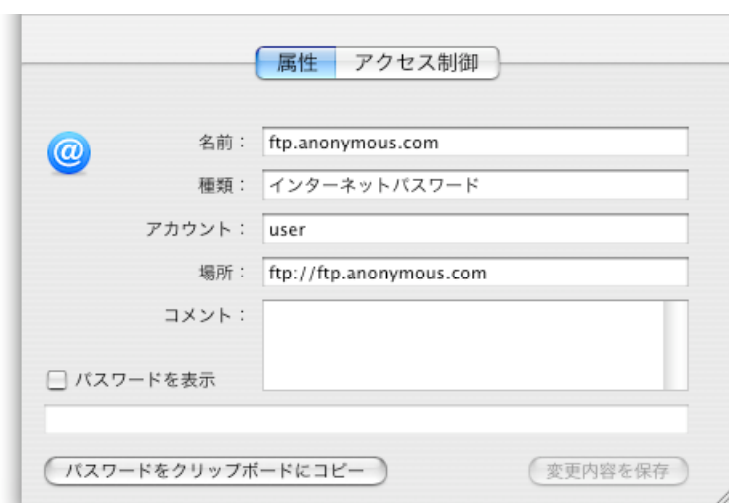 属性 アクセス制御
@
名前： ftp.anonymous.com
種類： インターネットパスワード
アカウント： user
場所： ftp://ftp.anonymous.com
コメント：
パスワードを表示
パスワードをクリップボードにコピー 変更内容を保存